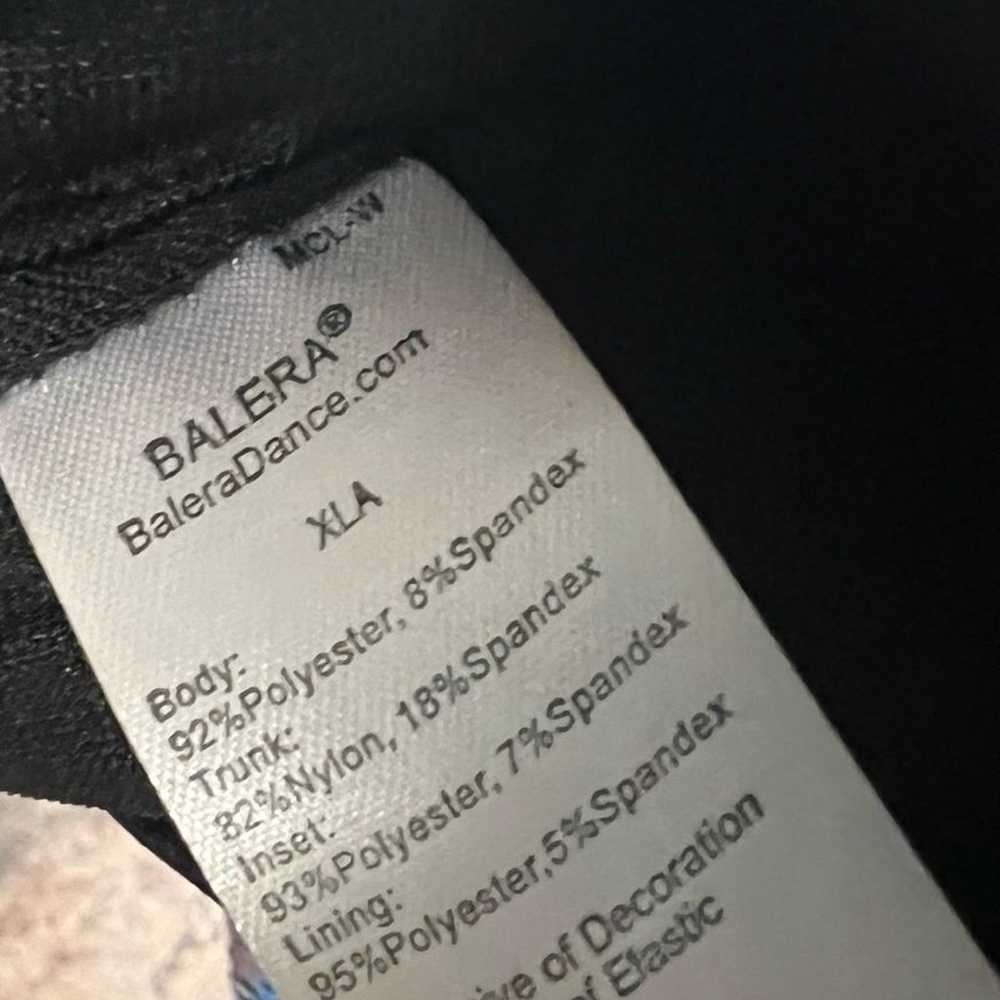 MCL-W
BALERA®
BaleraDance.com
XLA
Body:
92%Polyester, 8%Spandex
Trunk:
82%Nylon, 18%Spandex
Inset:
93%Polyester, 7%Spandex
Lining:
95%Polyester,5%Spandex
of Decoration
Elastic